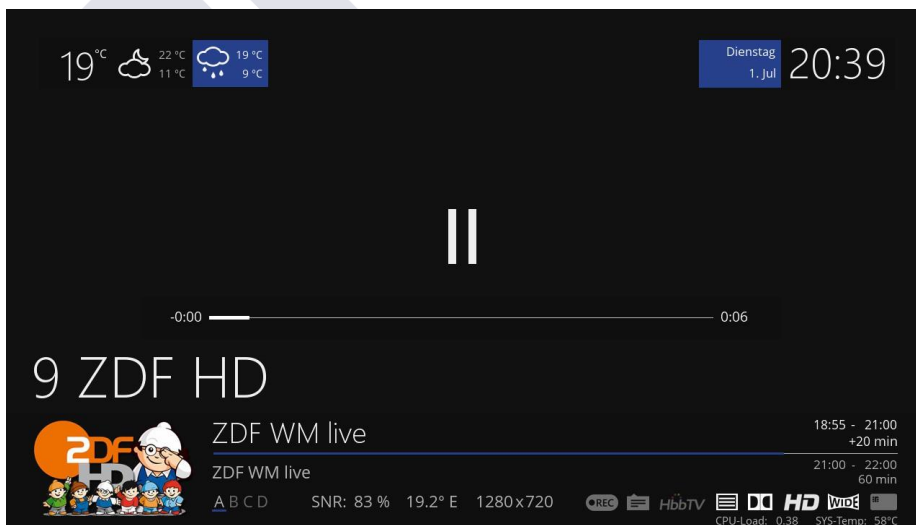 19°C
22 °C
11 °C
19 °C
9 °C
Dienstag
1. Jul
20:39
-0:00
0:06
9 ZDF HD
ZDF
HD
ZDF WM live
18:55 - 21:00
+20 min
ZDF WM live
21:00 - 22:00
60 min
A B C D
SNR: 83 %
19.2° E
1280x720
REC
HbbTV
HD
WIDE
CPU-Load: 0.38
SYS-Temp: 58°C